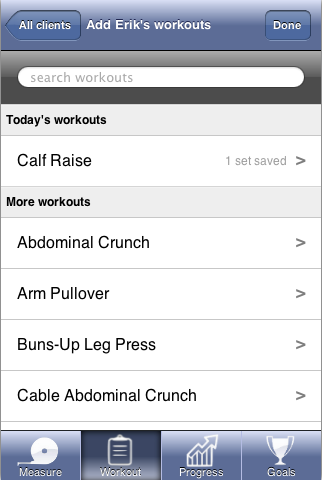 All clients
Add Erik's workouts
Done
search workouts
Today's workouts
Calf Raise
1 set saved >
More workouts
Abdominal Crunch >
Arm Pullover >
Buns-Up Leg Press >
Cable Abdominal Crunch >
Measure
Workout
Progress
Goals